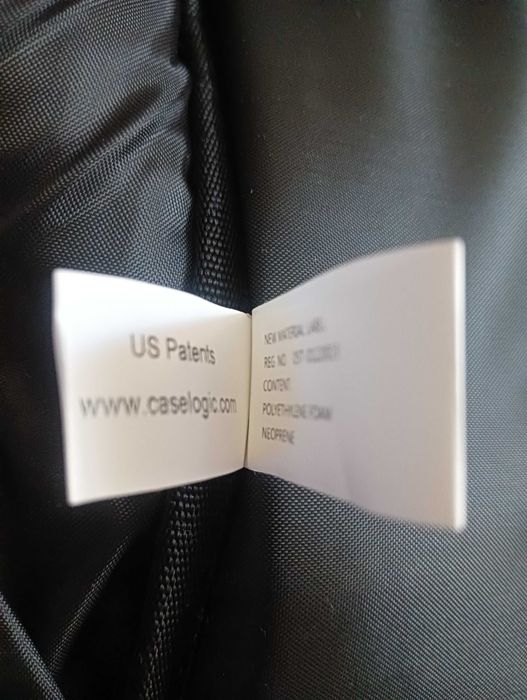 US Patents
www.caselogic.com
NEW MATERIAL LABEL
REG NO.
CONTENT
POLYETHYLENE FOAM
NEOPRENE